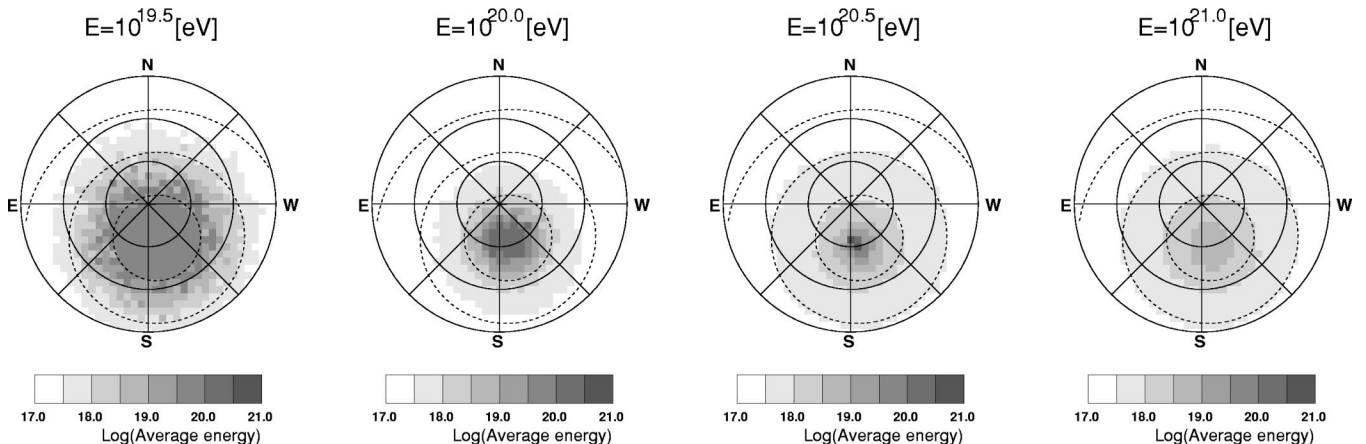 E=10^19.5 [eV]
N
E
W
S
17.0 18.0 19.0 20.0 21.0
Log(Average energy)
E=10^20.0 [eV]
N
E
W
S
17.0 18.0 19.0 20.0 21.0
Log(Average energy)
E=10^20.5 [eV]
N
E
W
S
17.0 18.0 19.0 20.0 21.0
Log(Average energy)
E=10^21.0 [eV]
N
E
W
S
17.0 18.0 19.0 20.0 21.0
Log(Average energy)